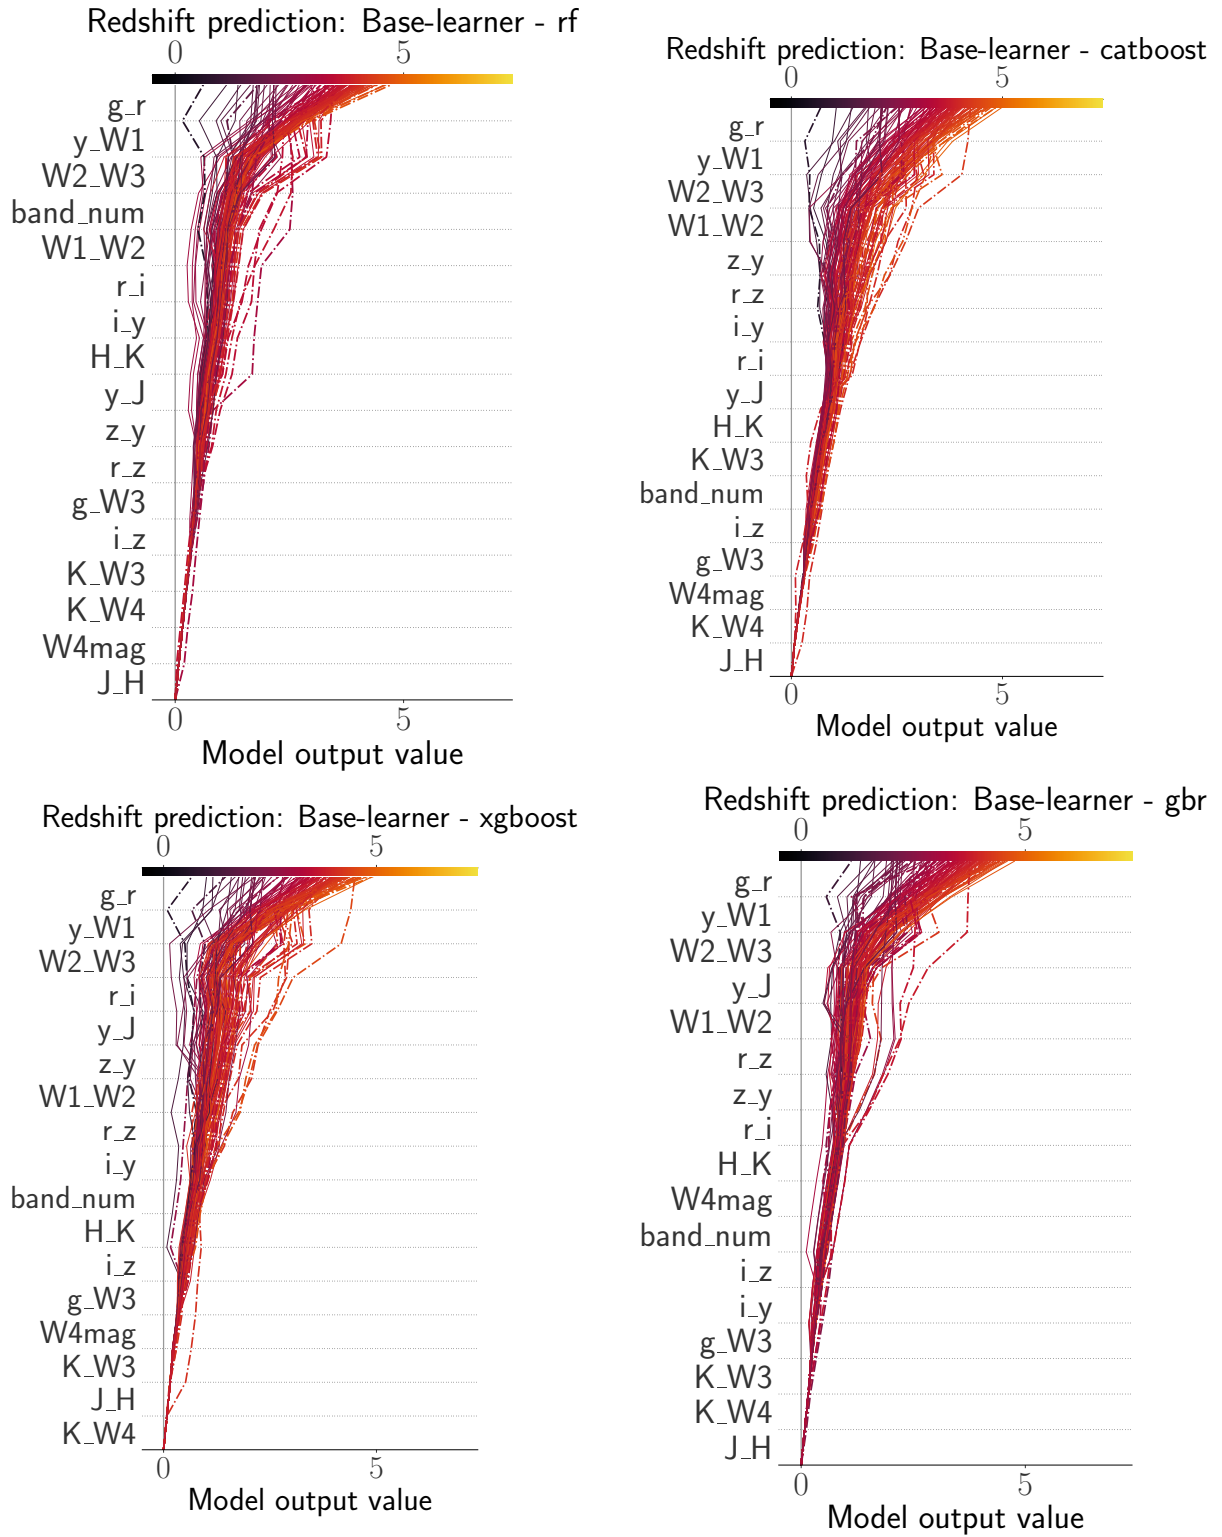 Redshift prediction: Base-learner - rf
0 5
g_r
y_W1
W2_W3
band_num
W1_W2
r_i
i_y
H_K
y_J
z_y
r_z
g_W3
i_z
K_W3
K_W4
W4mag
J_H
0 5
Model output value
Redshift prediction: Base-learner - catboost
0 5
g_r
y_W1
W2_W3
W1_W2
z_y
r_z
i_y
r_i
y_J
H_K
K_W3
band_num
i_z
g_W3
W4mag
K_W4
J_H
0 5
Model output value
Redshift prediction: Base-learner - xgboost
0 5
g_r
y_W1
W2_W3
r_i
y_J
z_y
W1_W2
r_z
i_y
band_num
H_K
i_z
g_W3
W4mag
K_W3
J_H
K_W4
0 5
Model output value
Redshift prediction: Base-learner - gbr
0 5
g_r
y_W1
W2_W3
y_J
W1_W2
r_z
z_y
r_i
H_K
W4mag
band_num
i_z
i_y
g_W3
K_W3
K_W4
J_H
0 5
Model output value